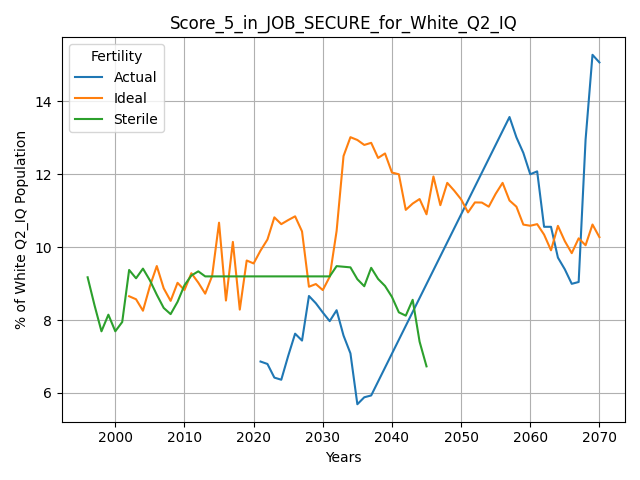 Score_5_in_JOB_SECURE_for_White_Q2_IQ
Fertility
Actual
Ideal
Sterile
% of White Q2_IQ Population
14
12
10
8
6
2000 2010 2020 2030 2040 2050 2060 2070
Years